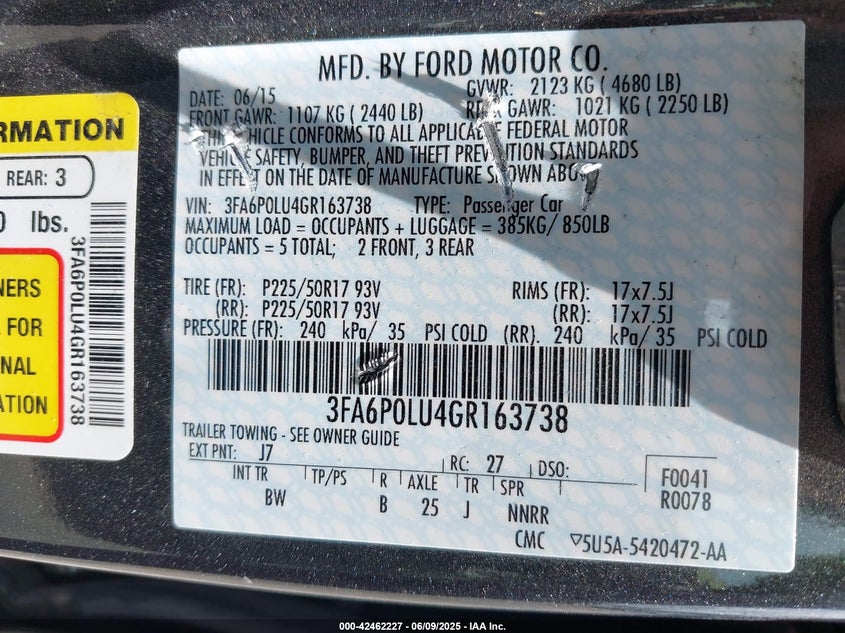 MFD. BY FORD MOTOR CO.
DATE: 06/15 GVWR: 2123 KG ( 4680 LB)
FRONT GAWR: 1107 KG ( 2440 LB) REAR GAWR: 1021 KG ( 2250 LB)
THIS VEHICLE CONFORMS TO ALL APPLICABLE FEDERAL MOTOR
VEHICLE SAFETY, BUMPER, AND THEFT PREVENTION STANDARDS
IN EFFECT ON THE DATE OF MANUFACTURE SHOWN ABOVE
VIN: 3FA6P0LU4GR163738 TYPE: Passenger Car
MAXIMUM LOAD = OCCUPANTS + LUGGAGE = 385KG/ 850LB
OCCUPANTS = 5 TOTAL; 2 FRONT, 3 REAR
TIRE (FR): P225/50R17 93V RIMS (FR): 17x7.5J
(RR): P225/50R17 93V (RR): 17x7.5J
PRESSURE (FR): 240 kPa/ 35 PSI COLD (RR). 240 kPa/ 35 PSI COLD
3FA6P0LU4GR163738
TRAILER TOWING - SEE OWNER GUIDE
EXT PNT: J7 RC: 27 DSO: F0041
INT TR TP/PS R AXLE TR SPR R0078
BW B 25 J NNRR
CMC ▽5U5A-5420472-AA
RMATION
REAR: 3
0 lbs.
NERS
FOR
NAL
ATION
3FA6P0LU4GR163738
000-42462227 - 06/09/2025 - IAA Inc.